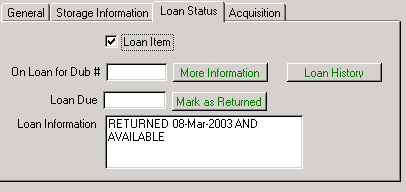 General Storage Information Loan Status Acquisition
Loan Item
On Loan for Dub # More Information Loan History
Loan Due Mark as Returned
Loan Information RETURNED 08-Mar-2003 AND
AVAILABLE